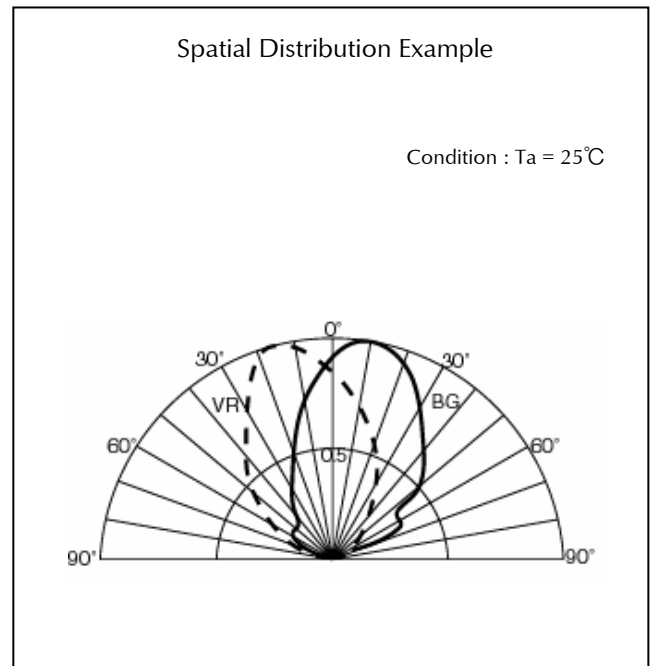 Spatial Distribution Example
Condition : Ta = 25℃
0°
30°
30°
VR
BG
60°
0.5
60°
90°
90°